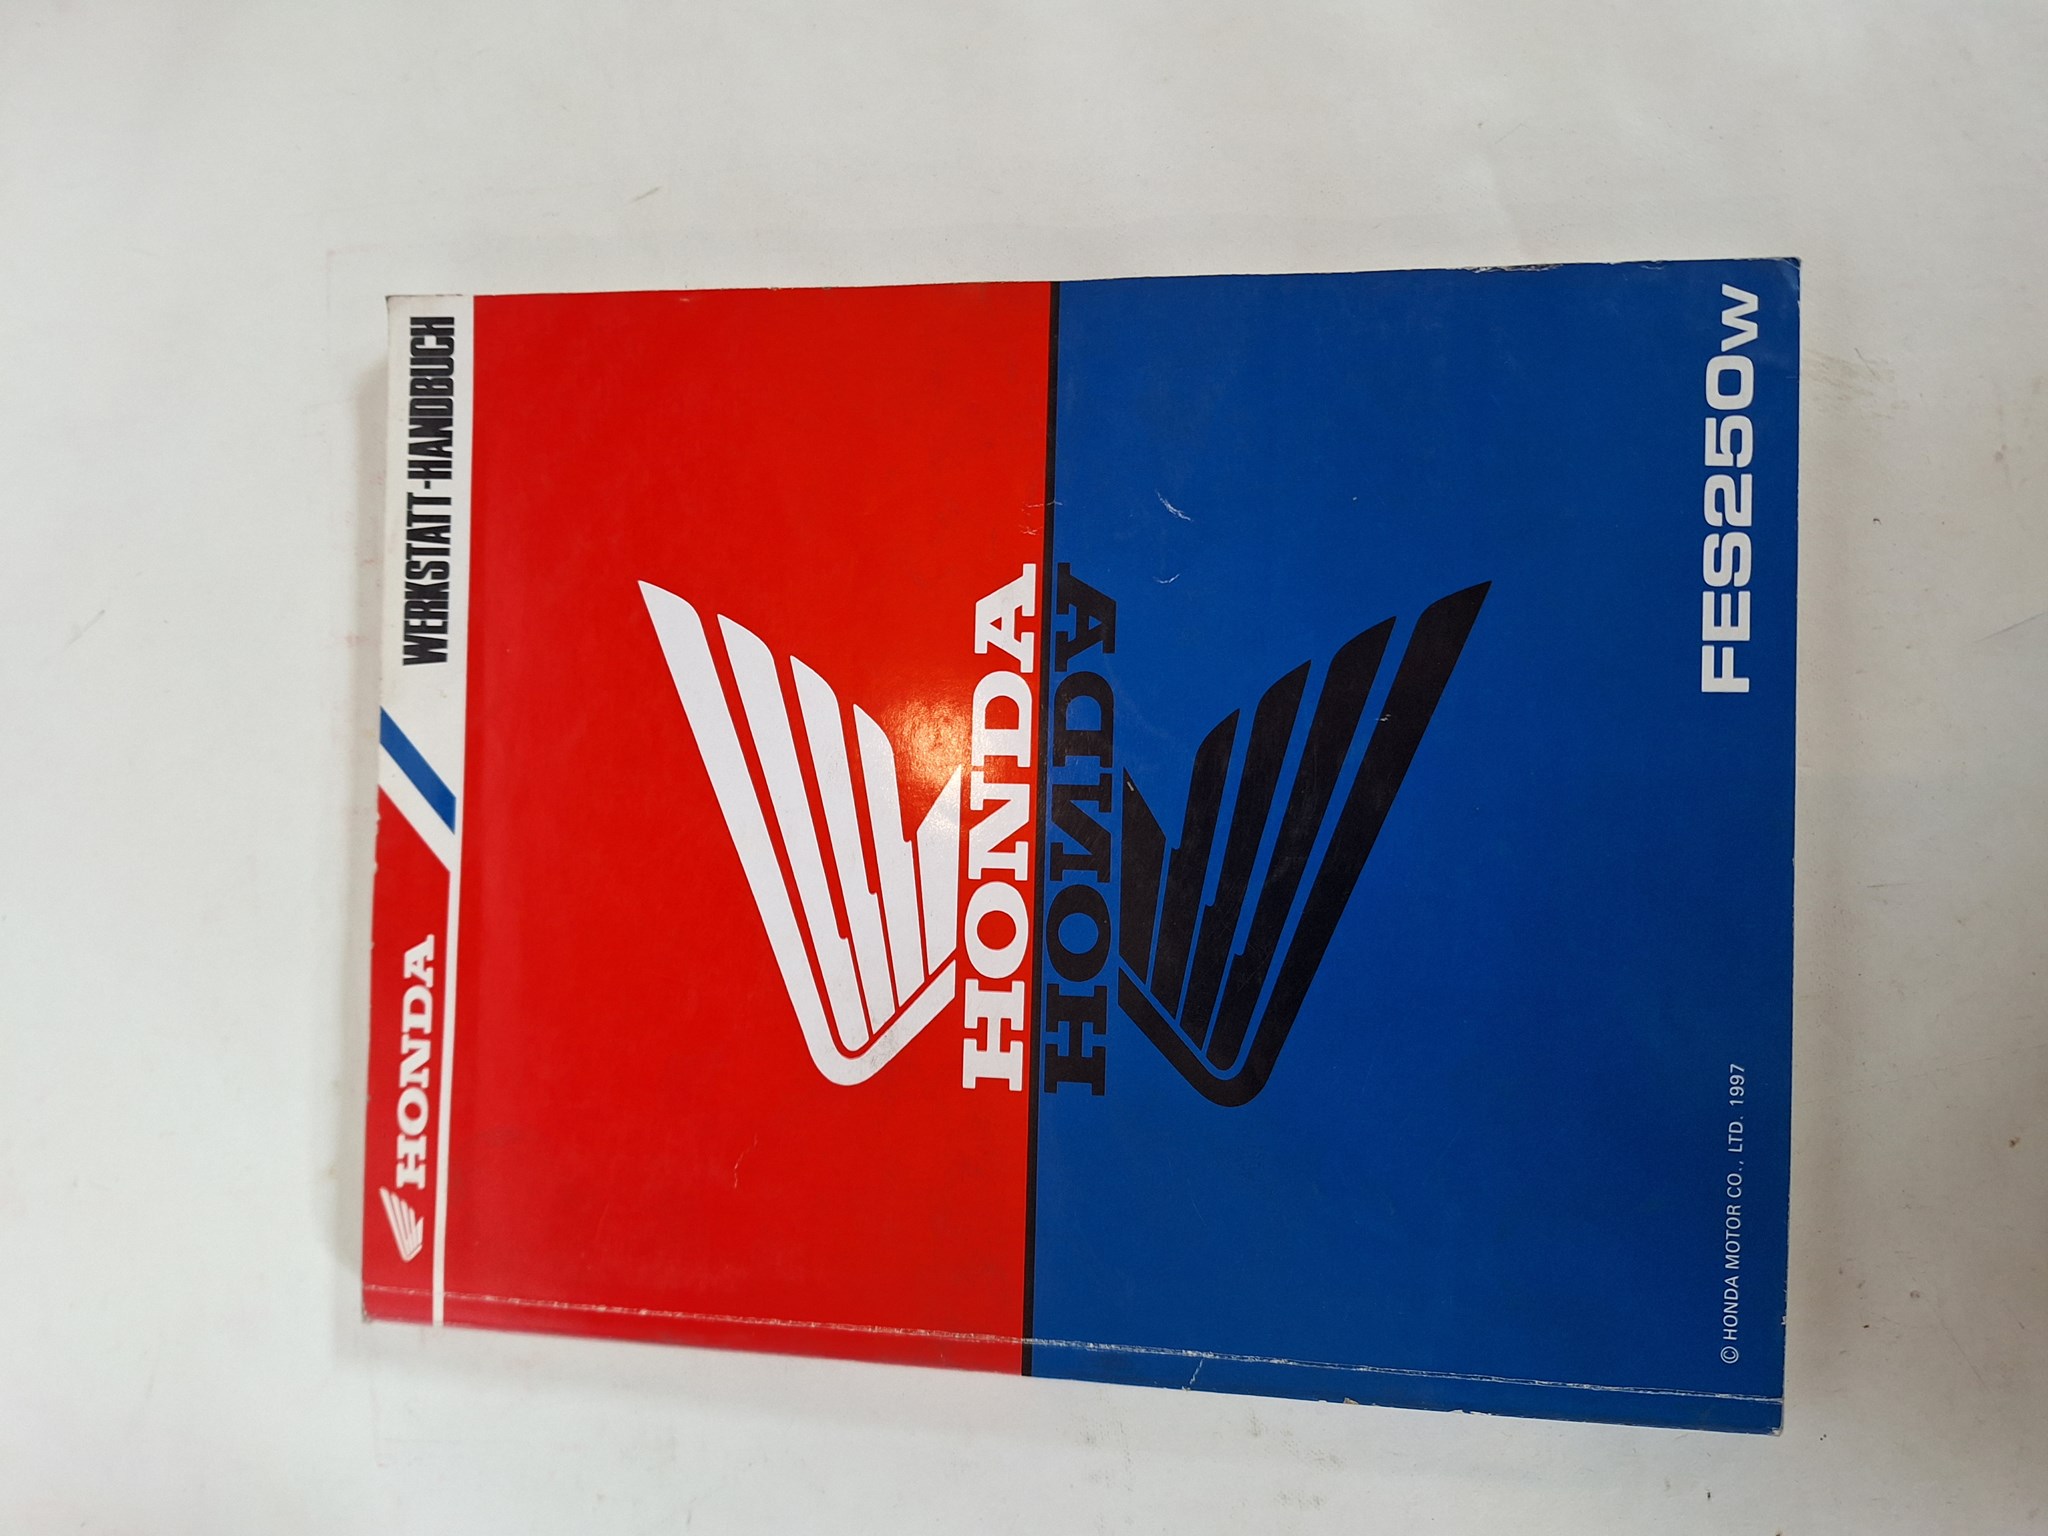 HONDA
WERKSTATT-HANDBUCH
HONDA
HONDA
© HONDA MOTOR CO., LTD. 1997
FES250W